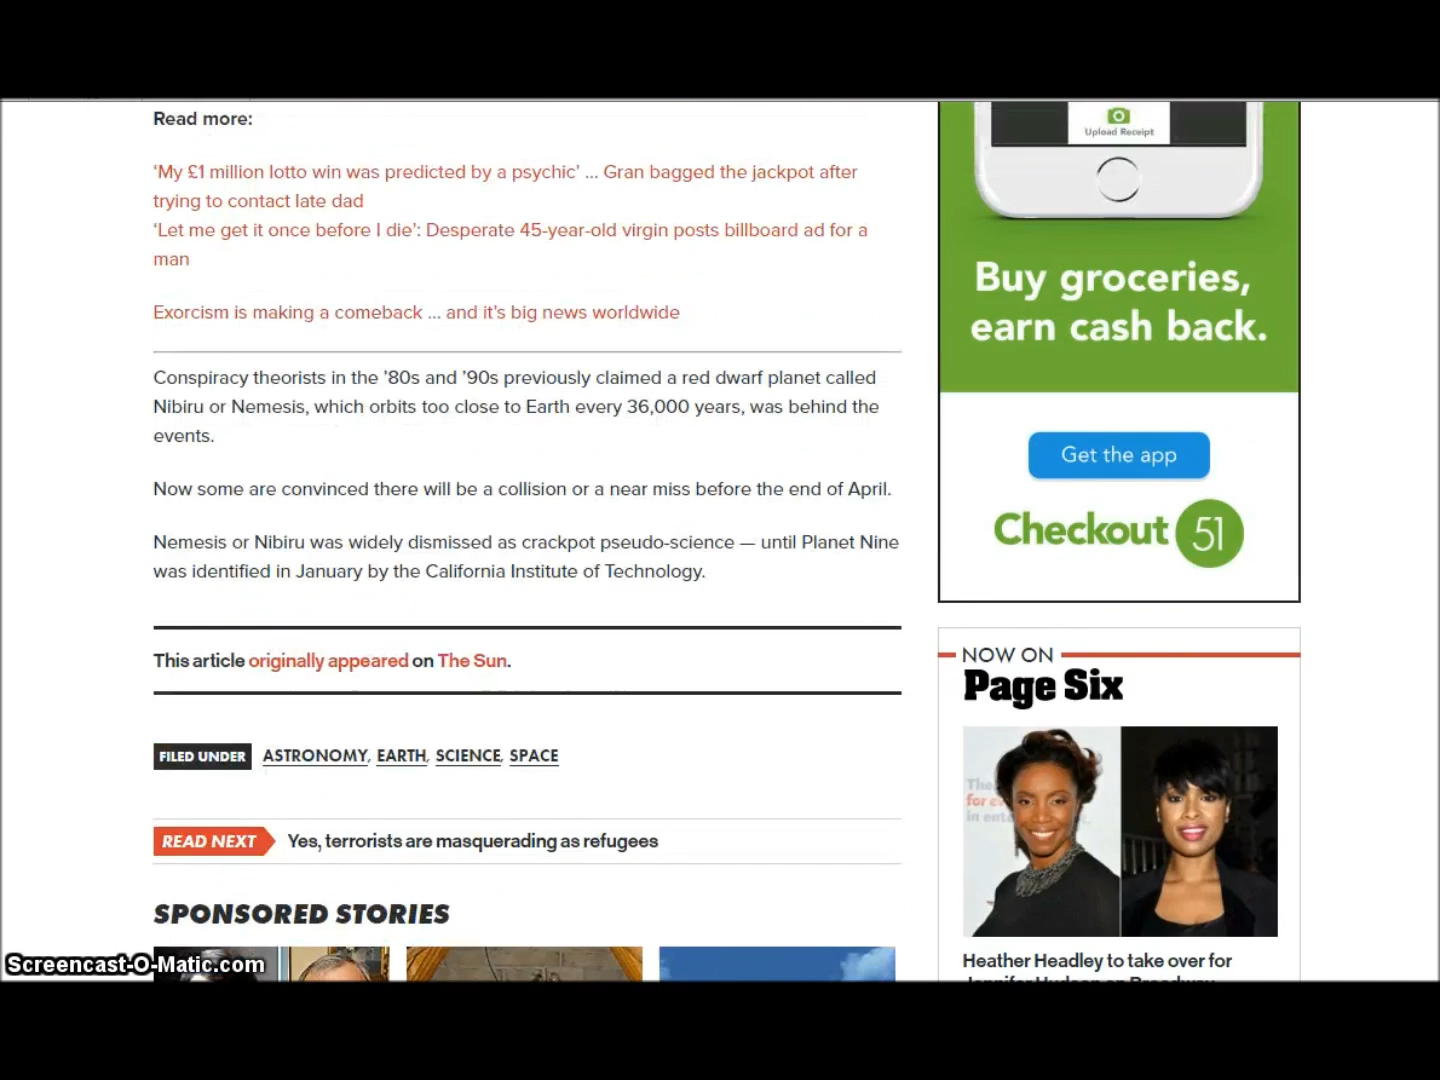 Read more:
‘My £1 million lotto win was predicted by a psychic’ ... Gran bagged the jackpot after
trying to contact late dad
‘Let me get it once before I die’: Desperate 45-year-old virgin posts billboard ad for a
man
Exorcism is making a comeback ... and it’s big news worldwide
Conspiracy theorists in the ’80s and ’90s previously claimed a red dwarf planet called
Nibiru or Nemesis, which orbits too close to Earth every 36,000 years, was behind the
events.
Now some are convinced there will be a collision or a near miss before the end of April.
Nemesis or Nibiru was widely dismissed as crackpot pseudo-science — until Planet Nine
was identified in January by the California Institute of Technology.
This article originally appeared on The Sun.
FILED UNDER ASTRONOMY, EARTH, SCIENCE, SPACE
READ NEXT Yes, terrorists are masquerading as refugees
SPONSORED STORIES
Screencast-O-Matic.com
Upload Receipt
Buy groceries,
earn cash back.
Get the app
Checkout 51
NOW ON
Page Six
The
for e
in ent
Heather Headley to take over for
Jennifer Hudson on Broadway